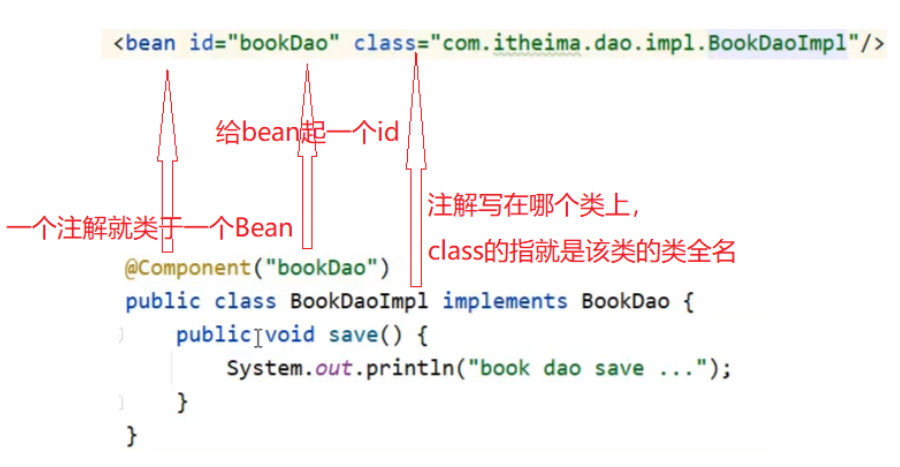 <bean id="bookDao" class="com.itheima.dao.impl.BookDaoImpl"/>
给bean起一个id
注解写在哪个类上，
一个注解就类于一个Bean
class的指就是该类的类全名
@Component("bookDao")
public class BookDaoImpl implements BookDao {
public void save() {
System.out.println("book dao save ...");
}
}